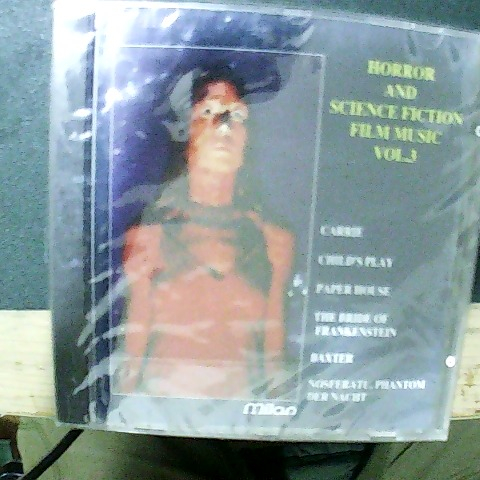 HORROR
AND
SCIENCE FICTION
FILM MUSIC
VOL.3
CARRIE
CHILD'S PLAY
PAPER HOUSE
THE BRIDE OF
FRANKENSTEIN
BAXTER
NOSFERATU, PHANTOM
DER NACHT
milan